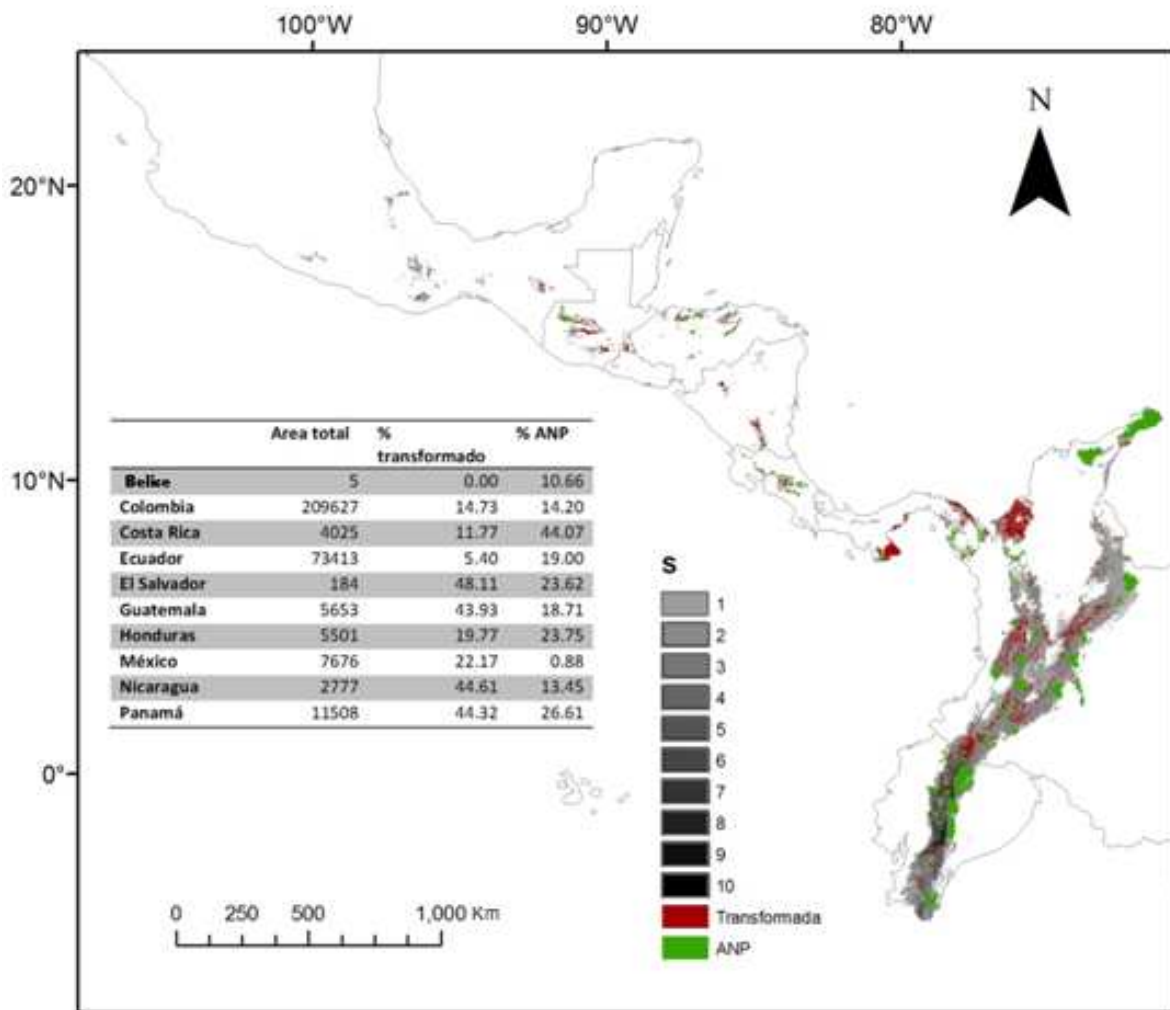 100°W 90°W 80°W
N
20°N
10°N
0°
Area total % transformado % ANP
Belixe 5 0.00 10.66
Colombia 209627 14.73 14.20
Costa Rica 4025 11.77 44.07
Ecuador 73413 5.40 19.00
El Salvador 184 48.11 23.62
Guatemala 5653 43.93 18.71
Honduras 5501 19.77 23.75
México 7676 22.17 0.88
Nicaragua 2777 44.61 13.45
Panamá 11508 44.32 26.61
S
1
2
3
4
5
6
7
8
9
10
Transformada
ANP
0 250 500 1,000 Km